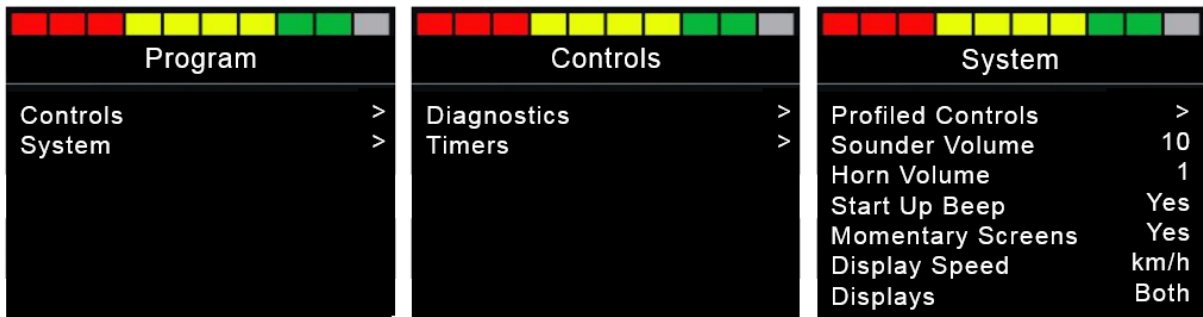 Program
Controls >
System >
Controls
Diagnostics >
Timers >
System
Profiled Controls >
Sounder Volume 10
Horn Volume 1
Start Up Beep Yes
Momentary Screens Yes
Display Speed km/h
Displays Both